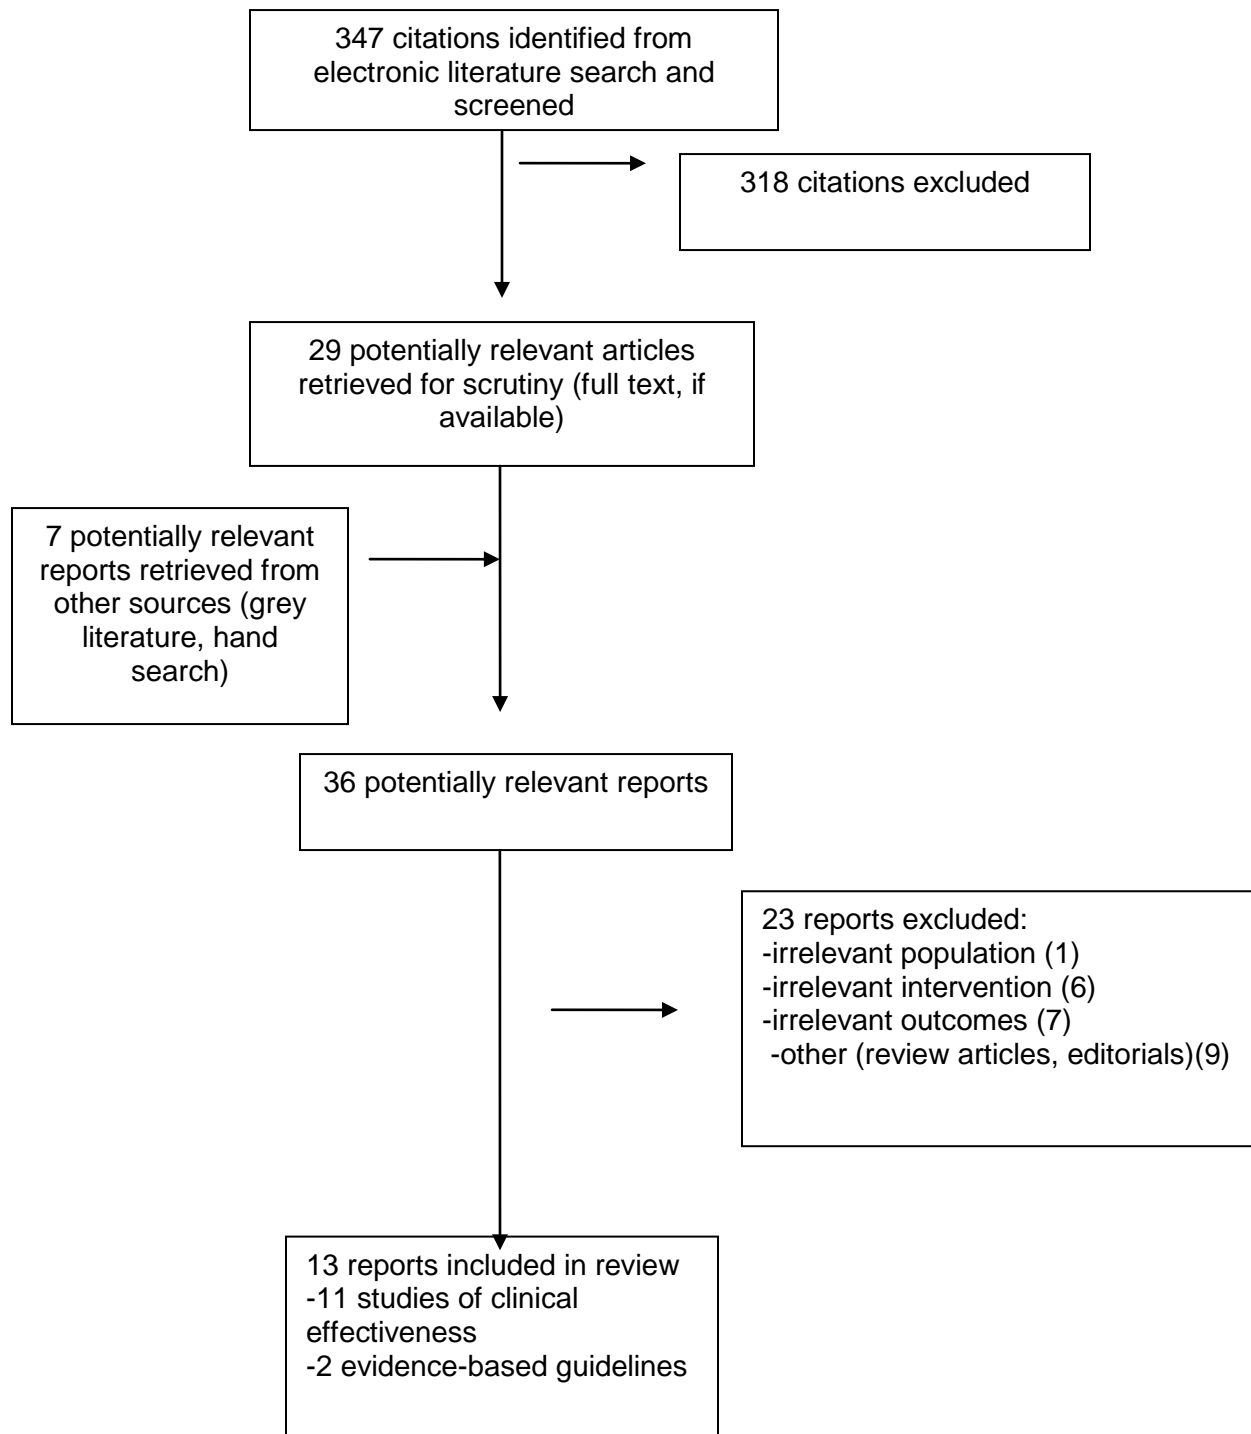 347 citations identified from
electronic literature search and
screened
318 citations excluded
29 potentially relevant articles
retrieved for scrutiny (full text, if
available)
7 potentially relevant
reports retrieved from
other sources (grey
literature, hand
search)
36 potentially relevant reports
23 reports excluded:
-irrelevant population (1)
-irrelevant intervention (6)
-irrelevant outcomes (7)
-other (review articles, editorials)(9)
13 reports included in review
-11 studies of clinical
effectiveness
-2 evidence-based guidelines